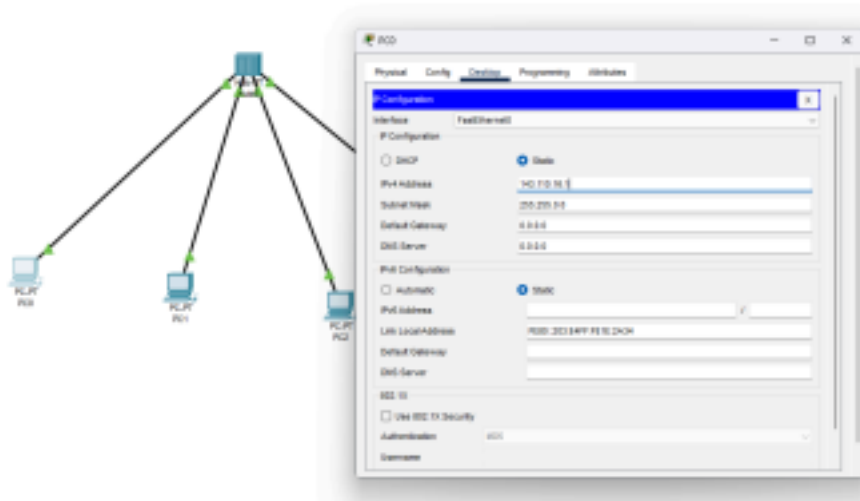 PC0
Physical Config Desktop Programming Attributes
IP Configuration
Interface FastEthernet0
IP Configuration
DHCP Static
IPv4 Address
Subnet Mask 255.255.0.0
Default Gateway 0.0.0.0
DNS Server 0.0.0.0
IPv6 Configuration
Automatic Static
IPv6 Address /
Link Local Address
Default Gateway
DNS Server
802.1X
Use 802.1X Security
Authentication MD5
Username
PC-PT
PC0
PC-PT
PC1
PC-PT
PC2